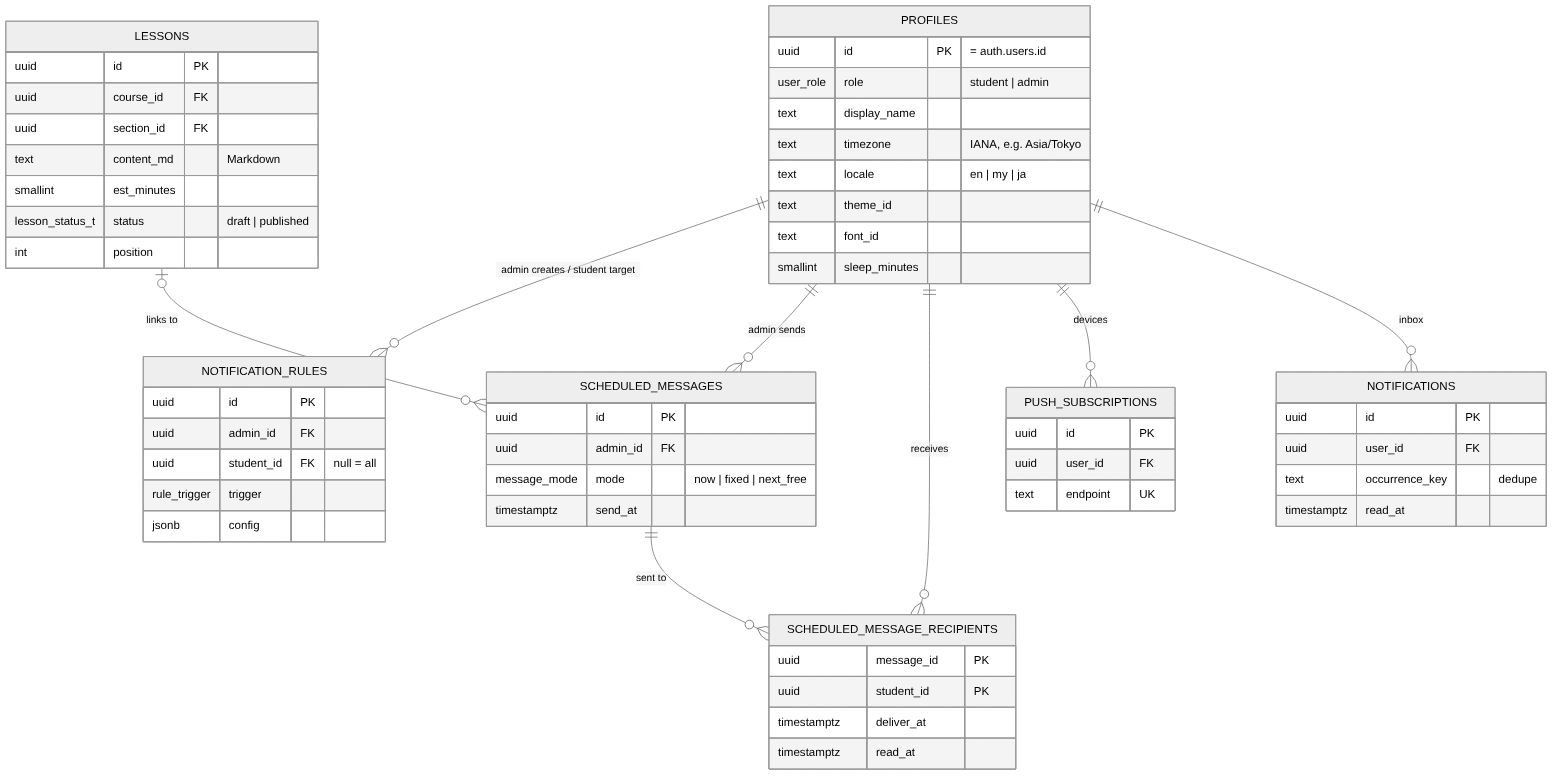 LESSONS
uuid id PK
uuid course_id FK
uuid section_id FK
text content_md Markdown
smallint est_minutes
lesson_status_t status draft | published
int position
PROFILES
uuid id PK = auth.users.id
user_role role student | admin
text display_name
text timezone IANA, e.g. Asia/Tokyo
text locale en | my | ja
text theme_id
text font_id
smallint sleep_minutes
admin creates / student target
links to
admin sends
devices
inbox
receives
sent to
NOTIFICATION_RULES
uuid id PK
uuid admin_id FK
uuid student_id FK null = all
rule_trigger trigger
jsonb config
SCHEDULED_MESSAGES
uuid id PK
uuid admin_id FK
message_mode mode now | fixed | next_free
timestamptz send_at
PUSH_SUBSCRIPTIONS
uuid id PK
uuid user_id FK
text endpoint UK
NOTIFICATIONS
uuid id PK
uuid user_id FK
text occurrence_key dedupe
timestamptz read_at
SCHEDULED_MESSAGE_RECIPIENTS
uuid message_id PK
uuid student_id PK
timestamptz deliver_at
timestamptz read_at